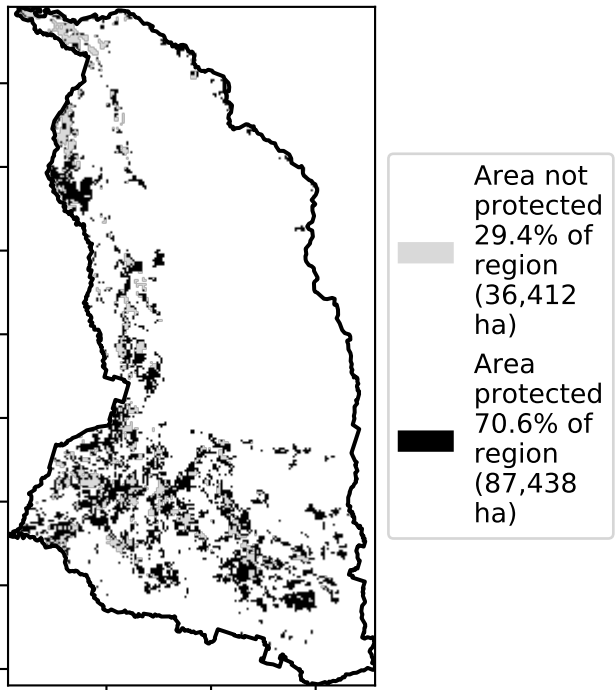 Area not
protected
29.4% of
region
(36,412
ha)
Area
protected
70.6% of
region
(87,438
ha)